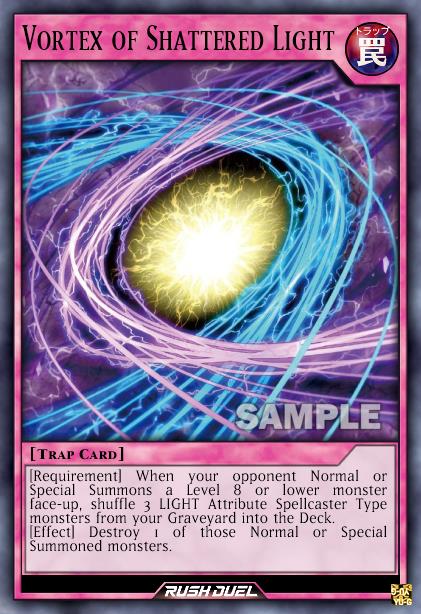 Vortex of Shattered Light
トラップ
罠
SAMPLE
[Trap Card]
[Requirement] When your opponent Normal or
Special Summons a Level 8 or lower monster
face-up, shuffle 3 LIGHT Attribute Spellcaster Type
monsters from your Graveyard into the Deck.
[Effect] Destroy 1 of those Normal or Special
Summoned monsters.
RUSH DUEL